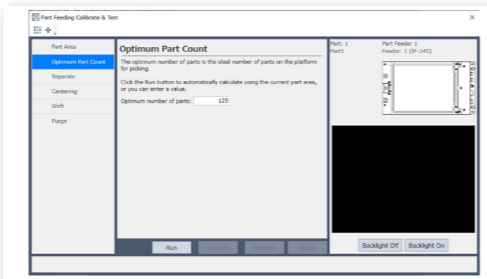 Part Feeding Calibrate & Test
Part Area
Optimum Part Count
Separate
Centering
Shift
Purge
Optimum Part Count
The optimum number of parts is the ideal number of parts on the platform
for picking.
Click the Run button to automatically calculate using the current part area,
or you can enter a value.
Optimum number of parts: 125
Run
Part: 1
Part1
Part Feeder 1
Feeder: 1 (IF-240)
Backlight Off
Backlight On